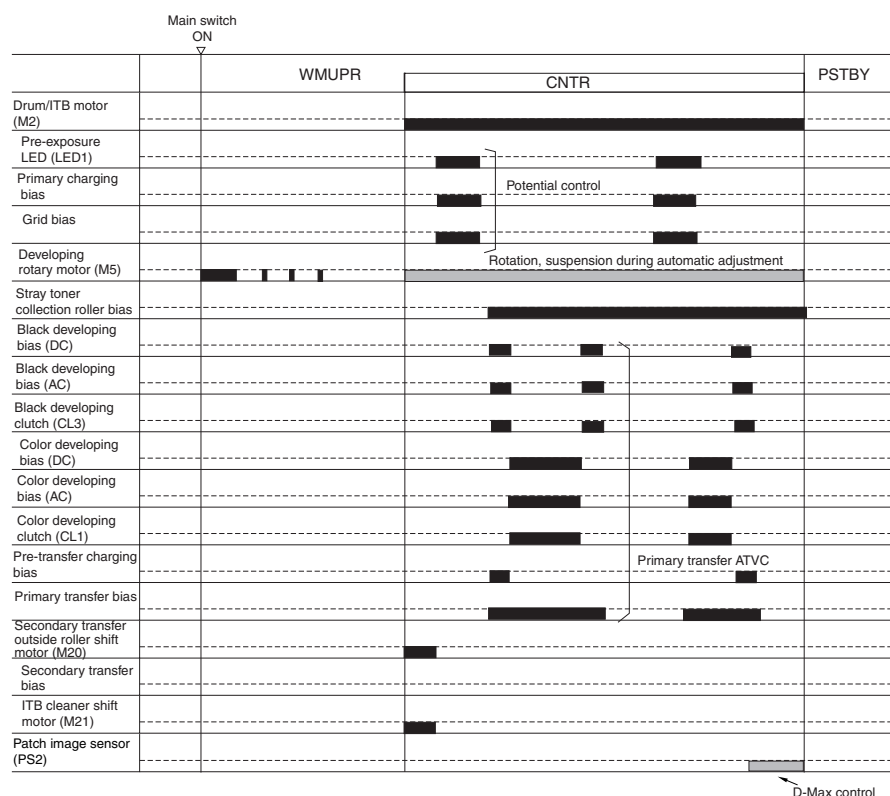 Main switch
ON
WMUPR
CNTR
PSTBY
Drum/ITB motor
(M2)
Pre-exposure
LED (LED1)
Primary charging
bias
Potential control
Grid bias
Developing
rotary motor (M5)
Rotation, suspension during automatic adjustment
Stray toner
collection roller bias
Black developing
bias (DC)
Black developing
bias (AC)
Black developing
clutch (CL3)
Color developing
bias (DC)
Color developing
bias (AC)
Color developing
clutch (CL1)
Pre-transfer charging
bias
Primary transfer ATVC
Primary transfer bias
Secondary transfer
outside roller shift
motor (M20)
Secondary transfer
bias
ITB cleaner shift
motor (M21)
Patch image sensor
(PS2)
D-Max control